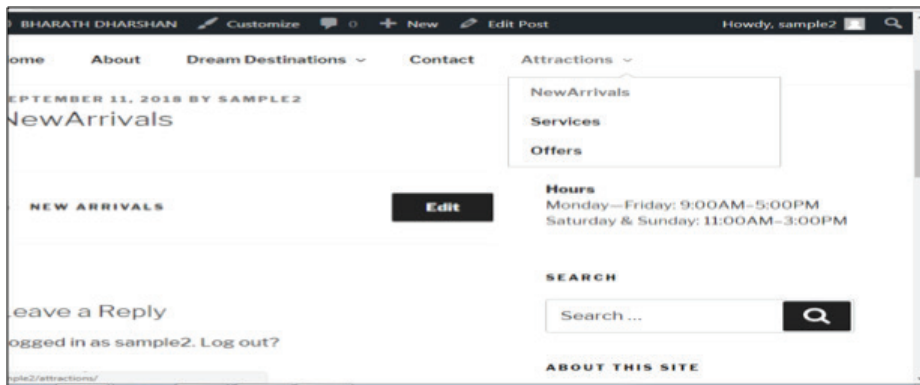 BHARATH DHARSHAN Customize 0 New Edit Post Howdy, sample2
ome About Dream Destinations Contact Attractions
NewArrivals
Services
Offers
EPTEMBER 11, 2018 BY SAMPLE2
NewArrivals
NEW ARRIVALS
Edit
Hours
Monday—Friday: 9:00AM–5:00PM
Saturday & Sunday: 11:00AM–3:00PM
SEARCH
Search ...
ABOUT THIS SITE
eave a Reply
ogged in as sample2. Log out?
mple2/attractions/